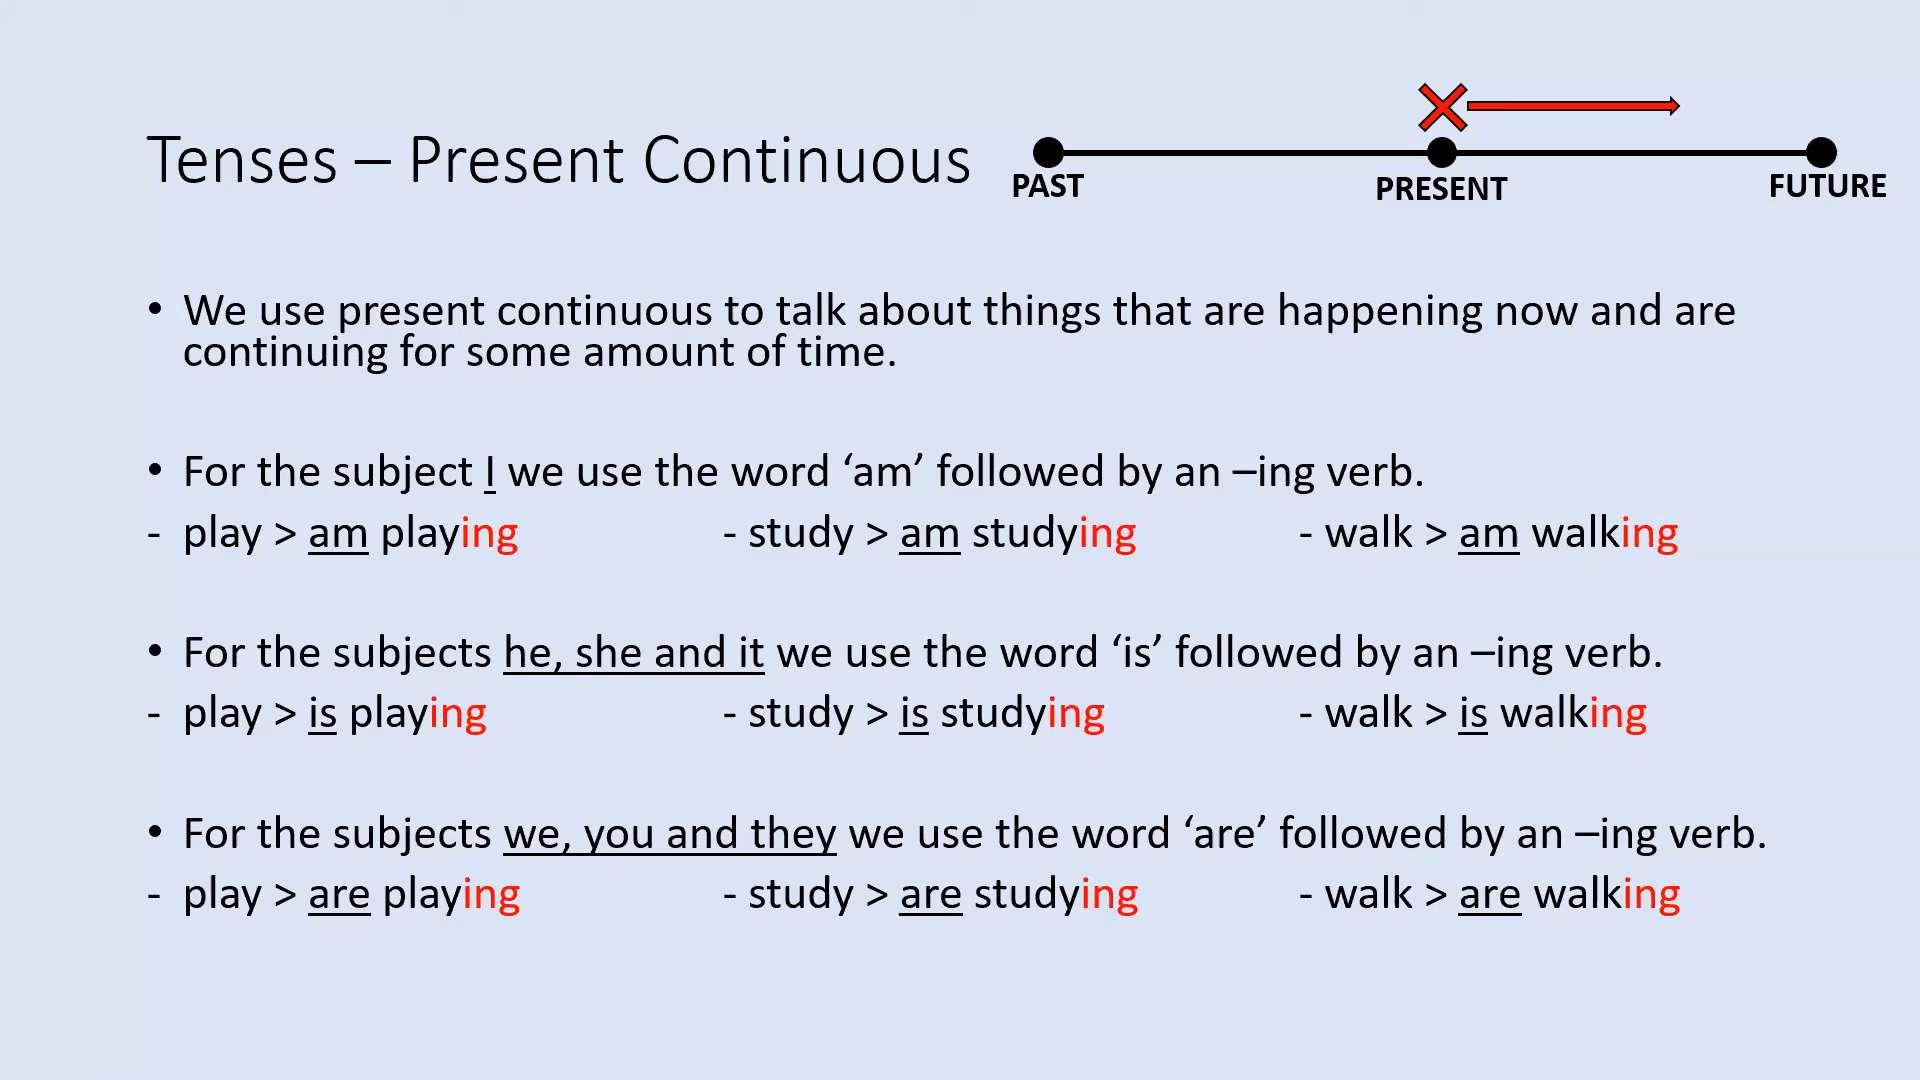 Tenses – Present Continuous
PAST
PRESENT
FUTURE
• We use present continuous to talk about things that are happening now and are
continuing for some amount of time.
• For the subject I we use the word ‘am’ followed by an –ing verb.
- play > am playing - study > am studying - walk > am walking
• For the subjects he, she and it we use the word ‘is’ followed by an –ing verb.
- play > is playing - study > is studying - walk > is walking
• For the subjects we, you and they we use the word ‘are’ followed by an –ing verb.
- play > are playing - study > are studying - walk > are walking